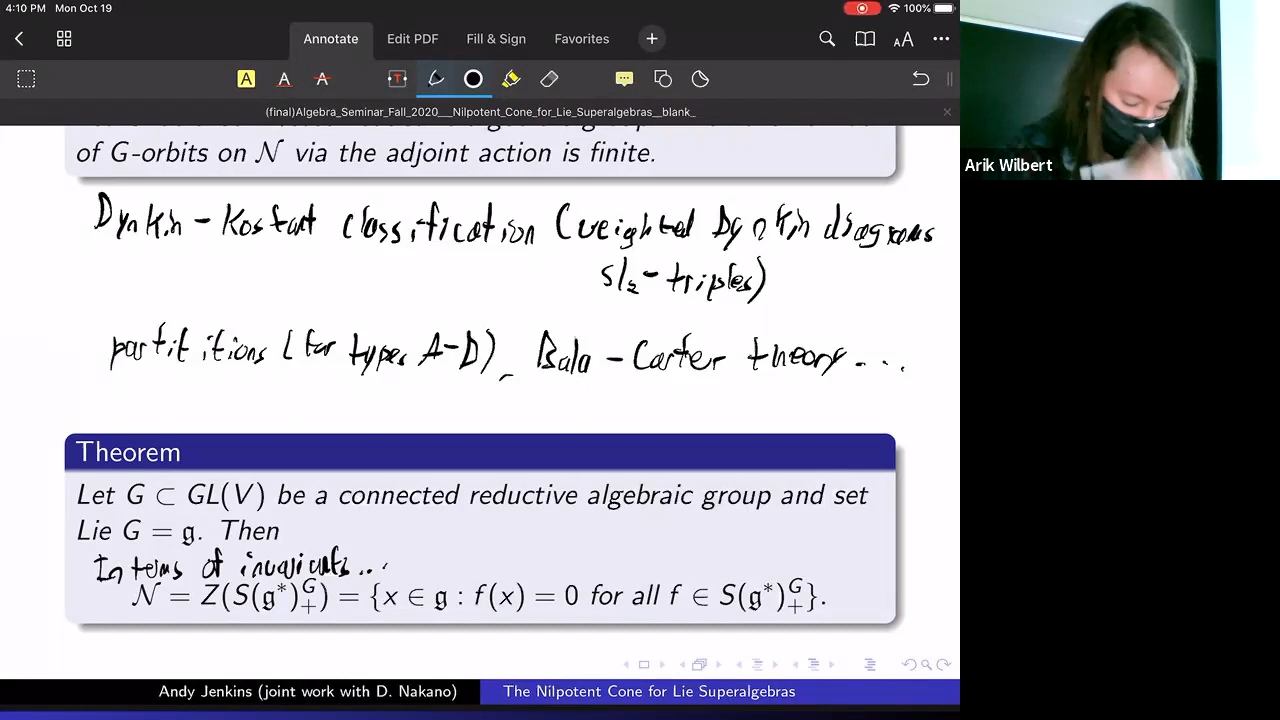 4:10 PM Mon Oct 19
100%
Annotate Edit PDF Fill & Sign Favorites
(final)Algebra_Seminar_Fall_2020___Nilpotent_Cone_for_Lie_Superalgebras__blank_
of G-orbits on 𝒩 via the adjoint action is finite.
Dynkin - Kostant classification (weighted Dynkin diagrams
sl₂ - triples)
partitions (for types A-D), Bala - Carter theory ...
Theorem
Let G ⊂ GL(V) be a connected reductive algebraic group and set
Lie G = 𝔤. Then
In terms of invariants...
𝒩 = Z(S(𝔤*)₊ᴳ) = {x ∈ 𝔤 : f(x) = 0 for all f ∈ S(𝔤*)₊ᴳ}.
Andy Jenkins (joint work with D. Nakano) The Nilpotent Cone for Lie Superalgebras
Arik Wilbert